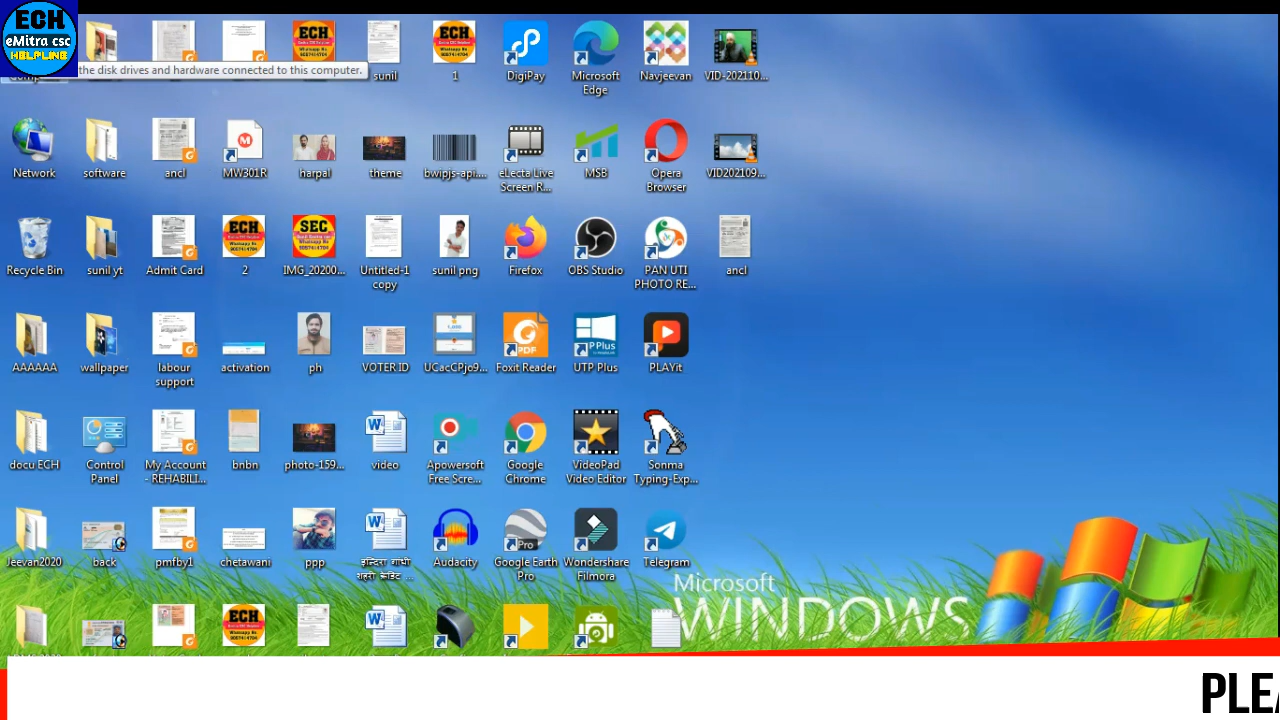 ECH
eMitra csc
HELPLINE
the disk drives and hardware connected to this computer.
sunil
1
DigiPay
Microsoft
Edge
Navjeevan
VID-202110...
Network
software
ancl
MW301R
harpal
theme
bwipjs-api....
eLecta Live
Screen R...
MSB
Opera
Browser
VID202109...
Recycle Bin
sunil yt
Admit Card
2
IMG_20200...
Untitled-1
copy
sunil png
Firefox
OBS Studio
PAN UTI
PHOTO RE...
ancl
AAAAAA
wallpaper
labour
support
activation
ph
VOTER ID
UCacCPjo9...
Foxit Reader
UTP Plus
PLAYit
docu ECH
Control
Panel
My Account
- REHABILI...
bnbn
photo-159...
video
Apowersoft
Free Scre...
Google
Chrome
VideoPad
Video Editor
Sonma
Typing-Exp...
Jeevan2020
back
pmfby1
chetawani
ppp
इन्दिरा गाधी
शहरी क्रेडिट ...
Audacity
Google Earth
Pro
Wondershare
Filmora
Telegram
Microsoft
WINDOWS
PLEA